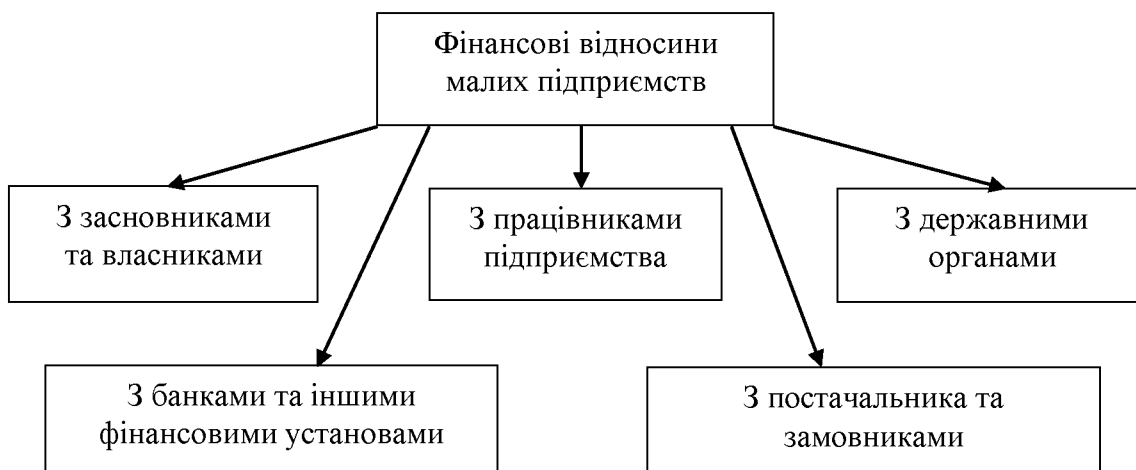 Фінансові відносини
малих підприємств
З засновниками
та власниками
З працівниками
підприємства
З державними
органами
З банками та іншими
фінансовими установами
З постачальника та
замовниками